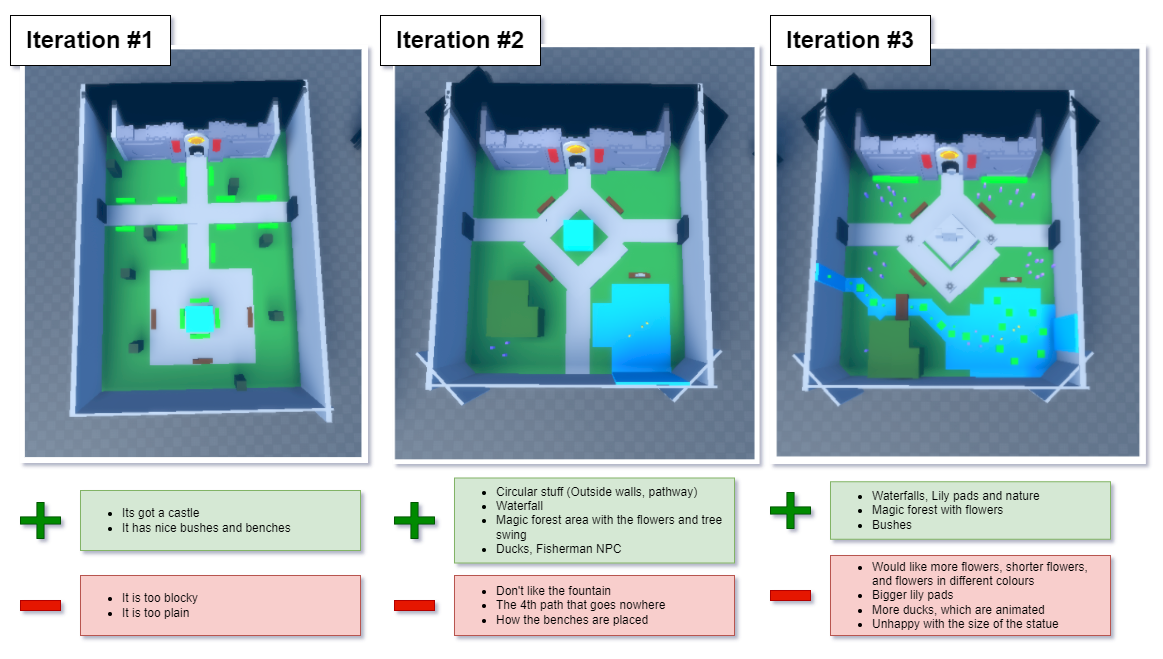 Iteration #1
Iteration #2
Iteration #3
Its got a castle
It has nice bushes and benches
It is too blocky
It is too plain
Circular stuff (Outside walls, pathway)
Waterfall
Magic forest area with the flowers and tree
swing
Ducks, Fisherman NPC
Don't like the fountain
The 4th path that goes nowhere
How the benches are placed
Waterfalls, Lily pads and nature
Magic forest with flowers
Bushes
Would like more flowers, shorter flowers,
and flowers in different colours
Bigger lily pads
More ducks, which are animated
Unhappy with the size of the statue